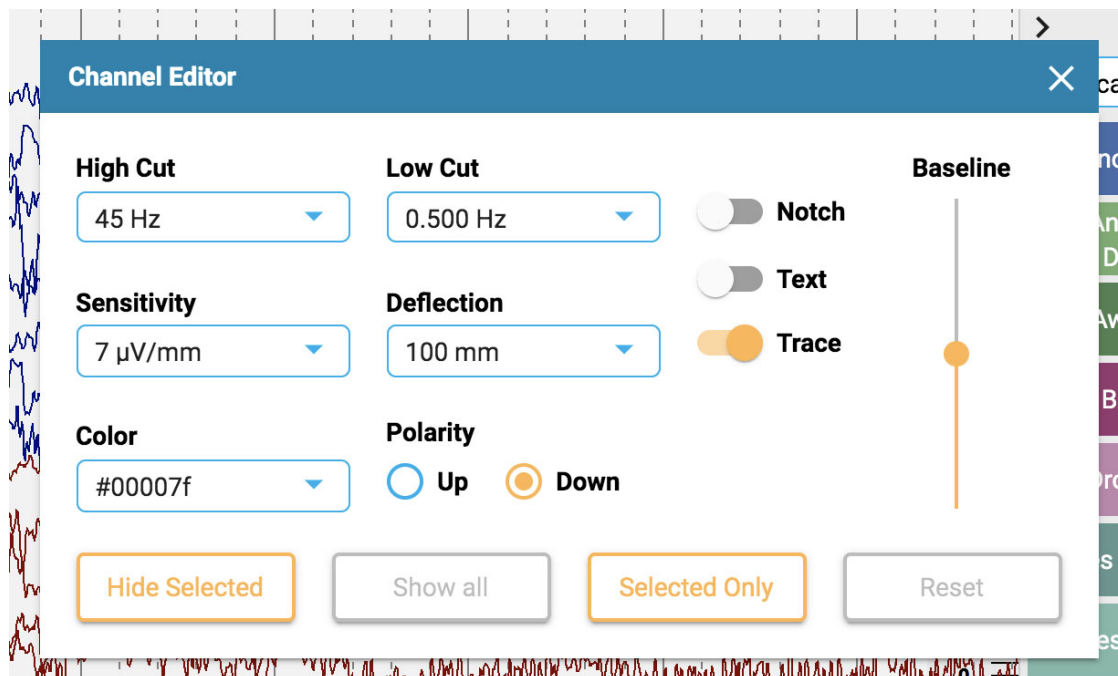 Channel Editor
High Cut
Low Cut
Baseline
45 Hz
0.500 Hz
Notch
Text
Sensitivity
Deflection
7 µV/mm
100 mm
Trace
Color
Polarity
#00007f
Up
Down
Hide Selected
Show all
Selected Only
Reset